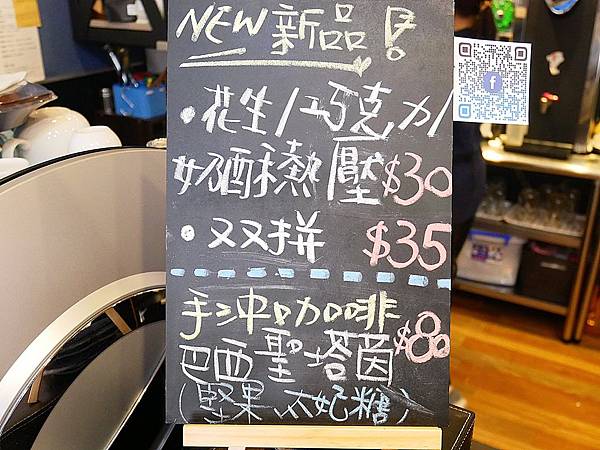 NEW 新品!
·花生/巧克力/
奶酒酥熱壓$30
·双拼 $35
手沖咖啡
巴西聖塔茵$80
(堅果、太妃糖)
f